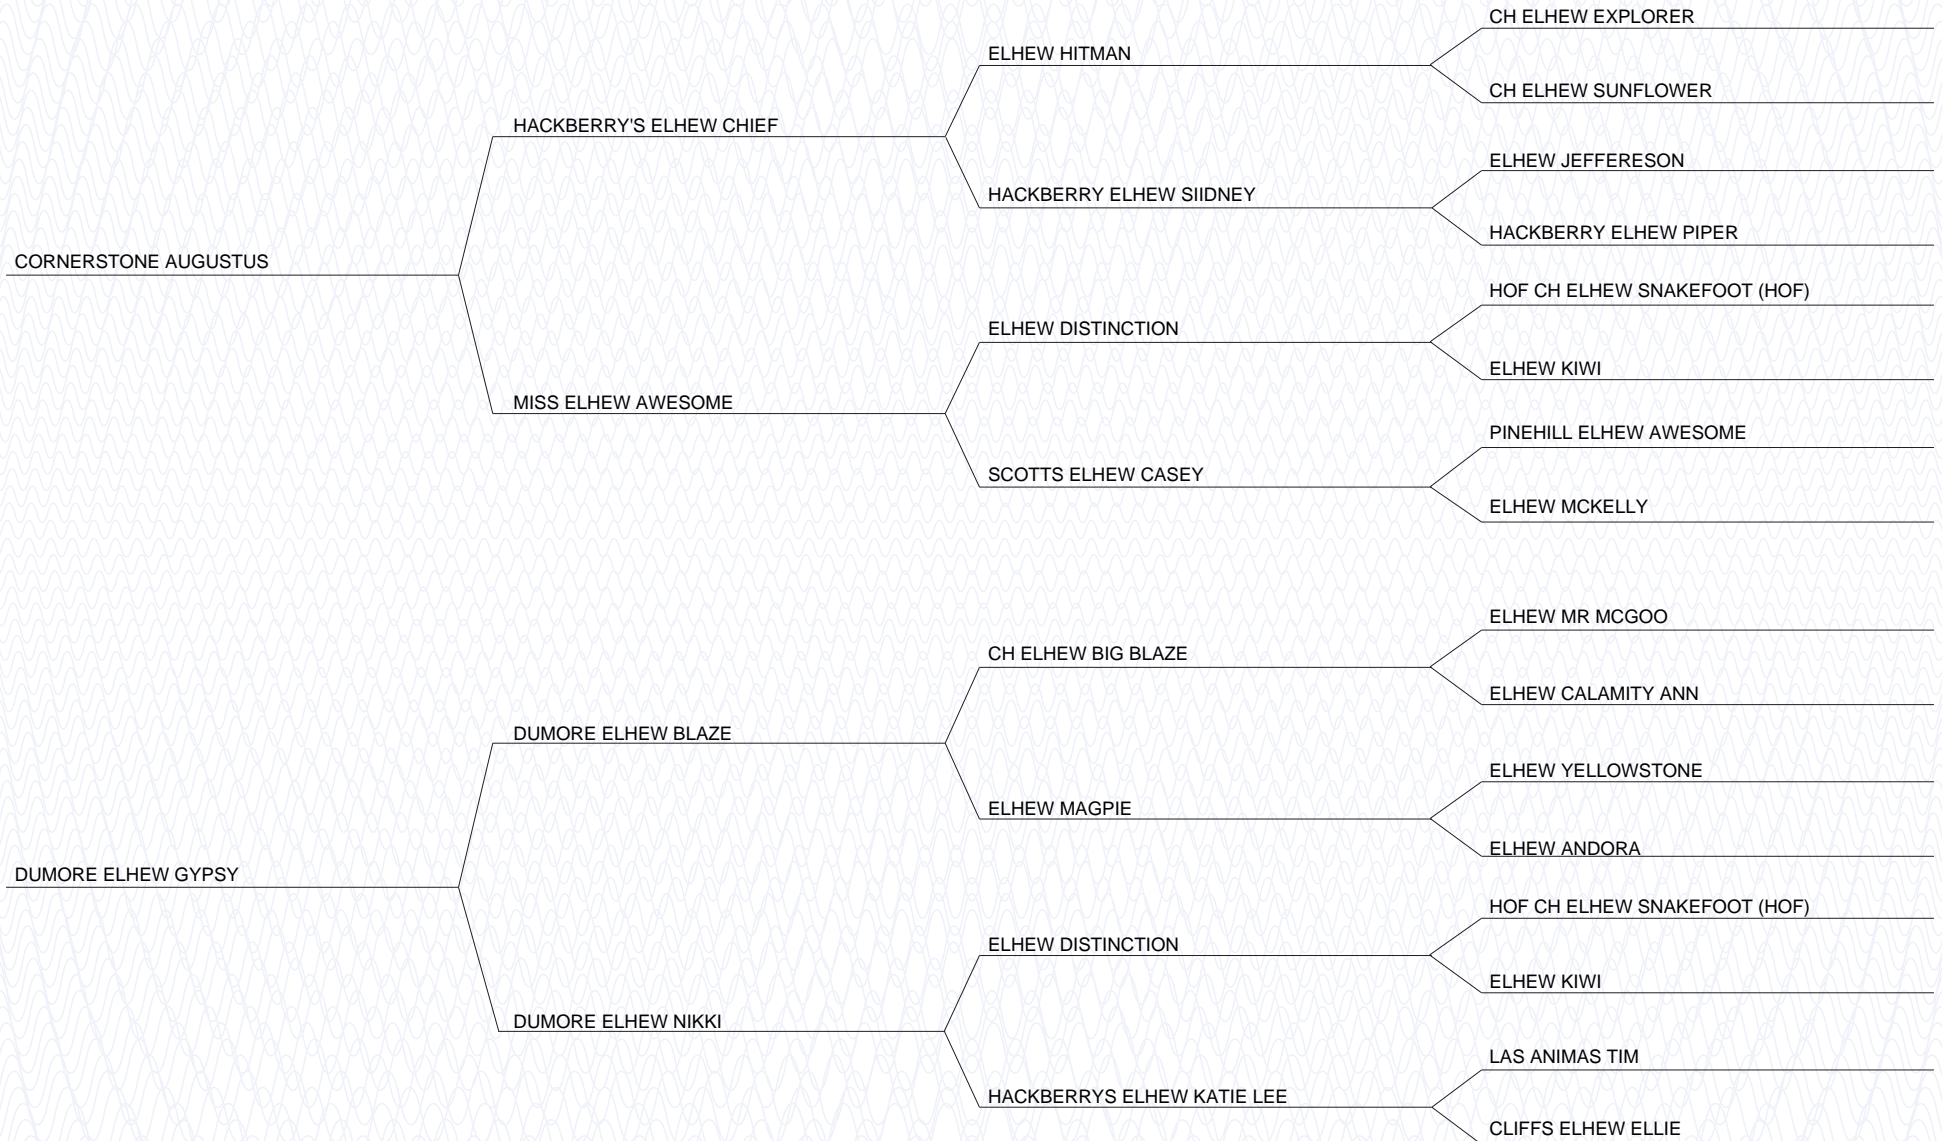 CH ELHEW EXPLORER
ELHEW HITMAN
CH ELHEW SUNFLOWER
HACKBERRY'S ELHEW CHIEF
ELHEW JEFFERESON
HACKBERRY ELHEW SIIDNEY
HACKBERRY ELHEW PIPER
CORNERSTONE AUGUSTUS
HOF CH ELHEW SNAKEFOOT (HOF)
ELHEW DISTINCTION
ELHEW KIWI
MISS ELHEW AWESOME
PINEHILL ELHEW AWESOME
SCOTTS ELHEW CASEY
ELHEW MCKELLY
ELHEW MR MCGOO
CH ELHEW BIG BLAZE
ELHEW CALAMITY ANN
DUMORE ELHEW BLAZE
ELHEW YELLOWSTONE
ELHEW MAGPIE
ELHEW ANDORA
DUMORE ELHEW GYPSY
HOF CH ELHEW SNAKEFOOT (HOF)
ELHEW DISTINCTION
ELHEW KIWI
DUMORE ELHEW NIKKI
LAS ANIMAS TIM
HACKBERRYS ELHEW KATIE LEE
CLIFFS ELHEW ELLIE